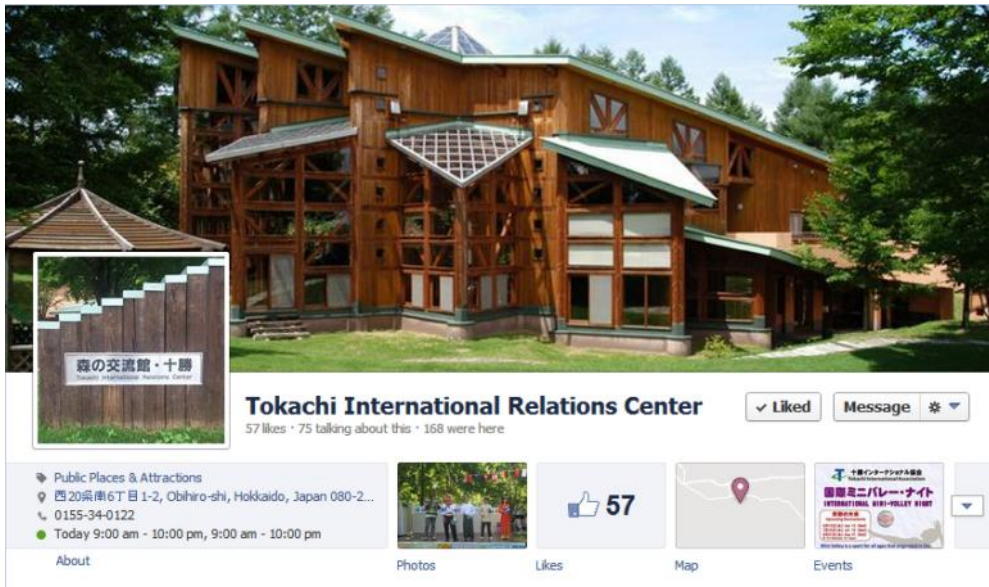 森の交流館・十勝
Tokachi International Relations Center
Tokachi International Relations Center
57 likes · 75 talking about this · 168 were here
✓ Liked
Message
Public Places & Attractions
西20条南6丁目1-2, Obihiro-shi, Hokkaido, Japan 080-2...
0155-34-0122
Today 9:00 am - 10:00 pm, 9:00 am - 10:00 pm
About
Photos
57
Likes
Map
十勝インターナショナル協会
Tokachi International Association
国際ミニバレー・ナイト
INTERNATIONAL MINI-VOLLEY NIGHT
Events